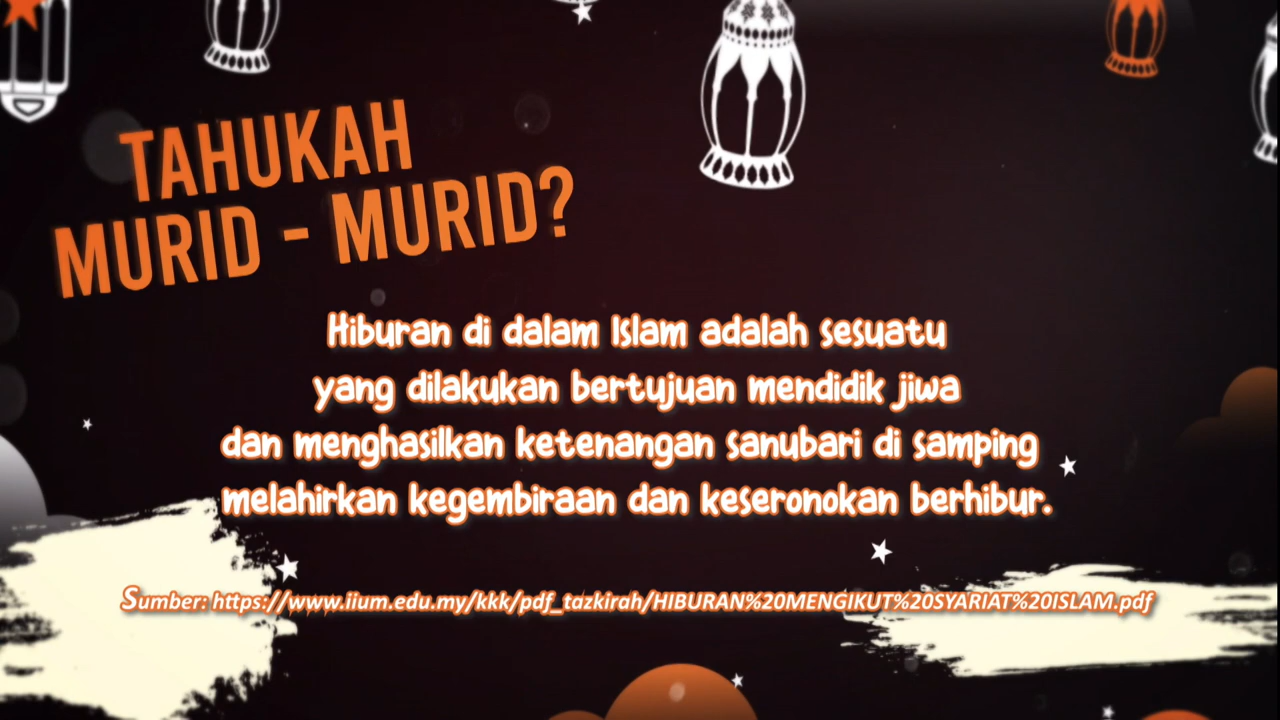 TAHUKAH
MURID - MURID?
Hiburan di dalam Islam adalah sesuatu
yang dilakukan bertujuan mendidik jiwa
dan menghasilkan ketenangan sanubari di samping
melahirkan kegembiraan dan keseronokan berhibur.
Sumber: https://www.iium.edu.my/kkk/pdf_tazkirah/HIBURAN%20MENGIKUT%20SYARIAT%20ISLAM.pdf